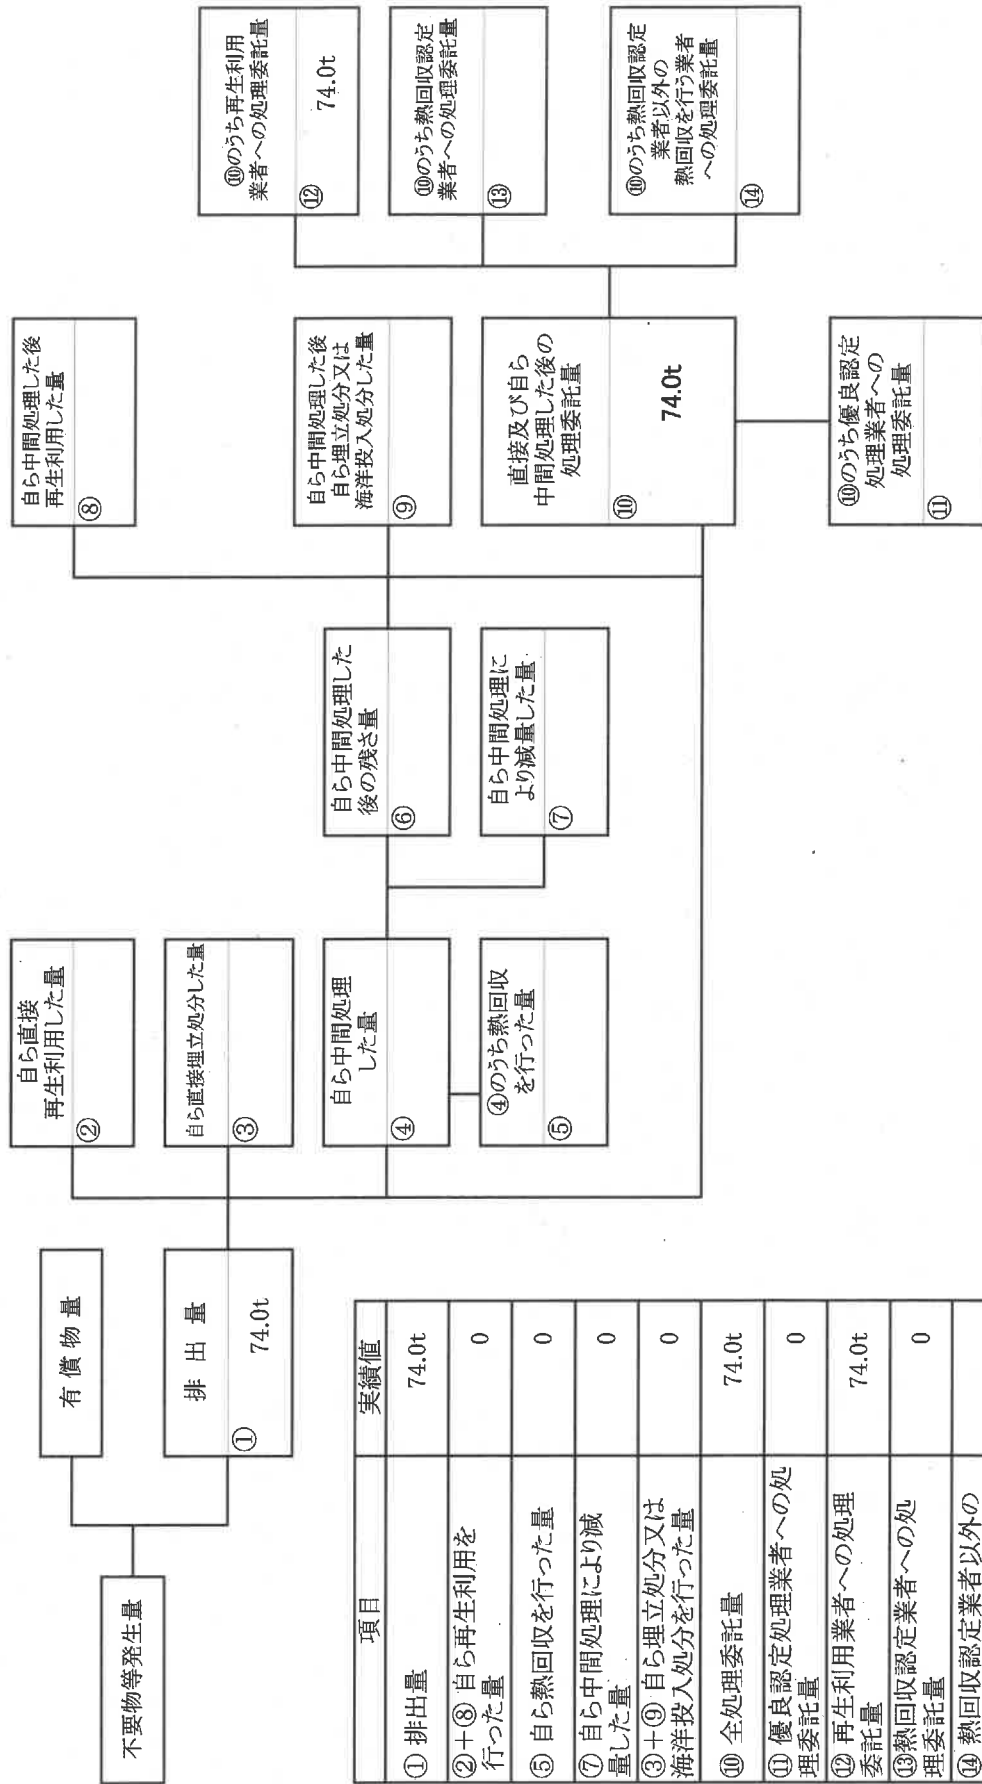 不要物等発生量
有償物量
排出量
①
74.0t
自ら直接
再生利用した量
②
自ら直接埋立処分した量
③
自ら中間処理
した量
④
④のうち熱回収
を行った量
⑤
自ら中間処理した
後の残さ量
⑥
自ら中間処理に
より減量した量
⑦
自ら中間処理した後
再生利用した量
⑧
自ら中間処理した後
自ら埋立処分又は
海洋投入処分した量
⑨
直接及び自ら
中間処理した後の
処理委託量
⑩
74.0t
⑩のうち優良認定
処理業者への
処理委託量
⑪
⑩のうち再生利用
業者への処理委託量
⑫
74.0t
⑩のうち熱回収認定
業者への処理委託量
⑬
⑩のうち熱回収認定
業者以外の
熱回収を行う業者
への処理委託量
⑭
項目 実績値
① 排出量 74.0t
②+⑧ 自ら再生利用を
行った量 0
⑤ 自ら熱回収を行った量 0
⑦ 自ら中間処理により減
量した量 0
③+⑨ 自ら埋立処分又は
海洋投入処分を行った量 0
⑩ 全処理委託量 74.0t
⑪ 優良認定処理業者への処
理委託量 0
⑫ 再生利用業者への処理
委託量 74.0t
⑬熱回収認定業者への処
理委託量 0
⑭ 熱回収認定業者以外の